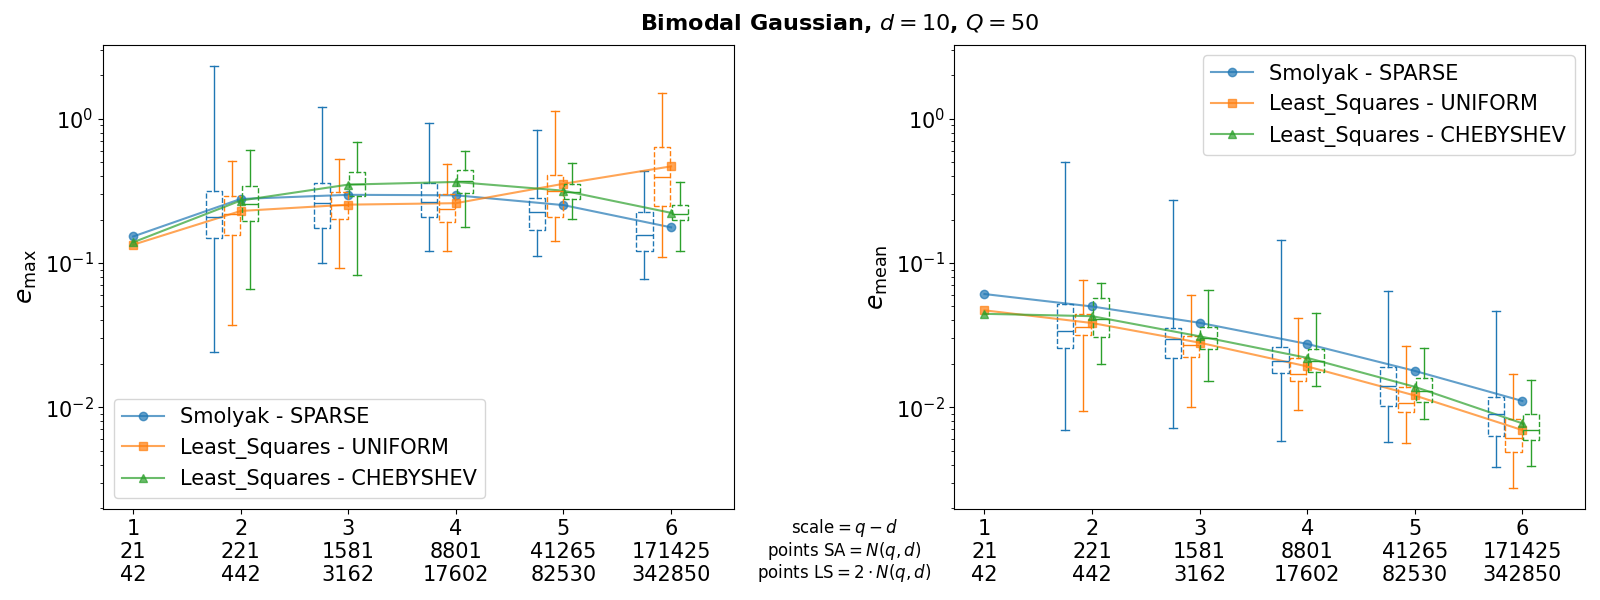 Bimodal Gaussian, d = 10, Q = 50
10⁰
10⁻¹
10⁻²
e_max
Smolyak - SPARSE
Least_Squares - UNIFORM
Least_Squares - CHEBYSHEV
1 2 3 4 5 6
21 221 1581 8801 41265 171425
42 442 3162 17602 82530 342850
scale = q − d
points SA = N(q, d)
points LS = 2 · N(q, d)
10⁰
10⁻¹
10⁻²
e_mean
Smolyak - SPARSE
Least_Squares - UNIFORM
Least_Squares - CHEBYSHEV
1 2 3 4 5 6
21 221 1581 8801 41265 171425
42 442 3162 17602 82530 342850